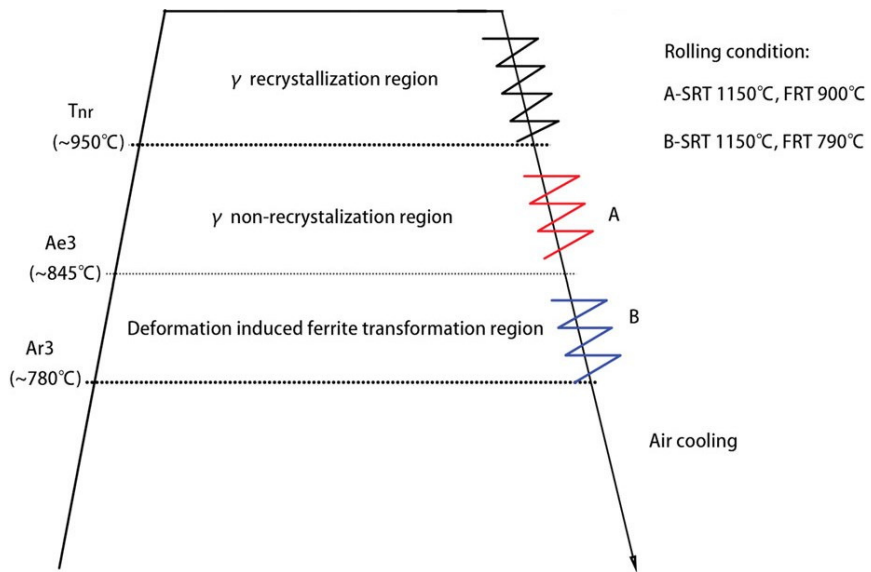 γ recrystallization region
Rolling condition:
A-SRT 1150℃, FRT 900℃
B-SRT 1150℃, FRT 790℃
Tnr
(~950℃)
γ non-recrystalization region
A
Ae3
(~845℃)
Deformation induced ferrite transformation region
B
Ar3
(~780℃)
Air cooling